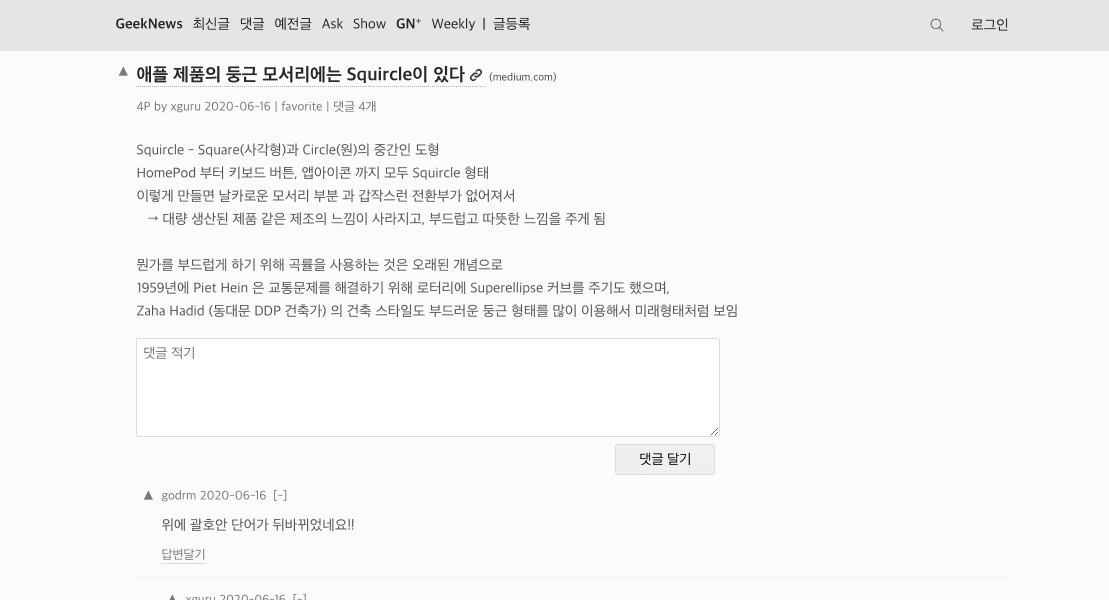 GeekNews 최신글 댓글 예전글 Ask Show GN⁺ Weekly | 글등록 로그인
▲ 애플 제품의 둥근 모서리에는 Squircle이 있다 (medium.com)
4P by xguru 2020-06-16 | favorite | 댓글 4개
Squircle - Square(사각형)과 Circle(원)의 중간인 도형
HomePod 부터 키보드 버튼, 앱아이콘 까지 모두 Squircle 형태
이렇게 만들면 날카로운 모서리 부분 과 갑작스런 전환부가 없어져서
→ 대량 생산된 제품 같은 제조의 느낌이 사라지고, 부드럽고 따뜻한 느낌을 주게 됨
뭔가를 부드럽게 하기 위해 곡률을 사용하는 것은 오래된 개념으로
1959년에 Piet Hein 은 교통문제를 해결하기 위해 로터리에 Superellipse 커브를 주기도 했으며,
Zaha Hadid (동대문 DDP 건축가) 의 건축 스타일도 부드러운 둥근 형태를 많이 이용해서 미래형태처럼 보임
댓글 적기
댓글 달기
▲ godrm 2020-06-16 [-]
위에 괄호안 단어가 뒤바뀌었네요!!
답변달기
▲ xguru 2020-06-16 [-]